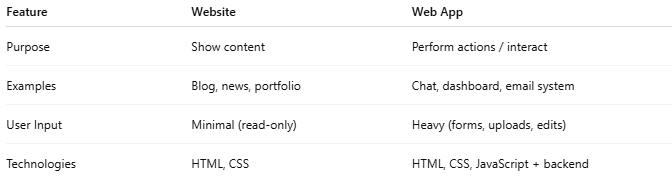 Feature Website Web App
Purpose Show content Perform actions / interact
Examples Blog, news, portfolio Chat, dashboard, email system
User Input Minimal (read-only) Heavy (forms, uploads, edits)
Technologies HTML, CSS HTML, CSS, JavaScript + backend